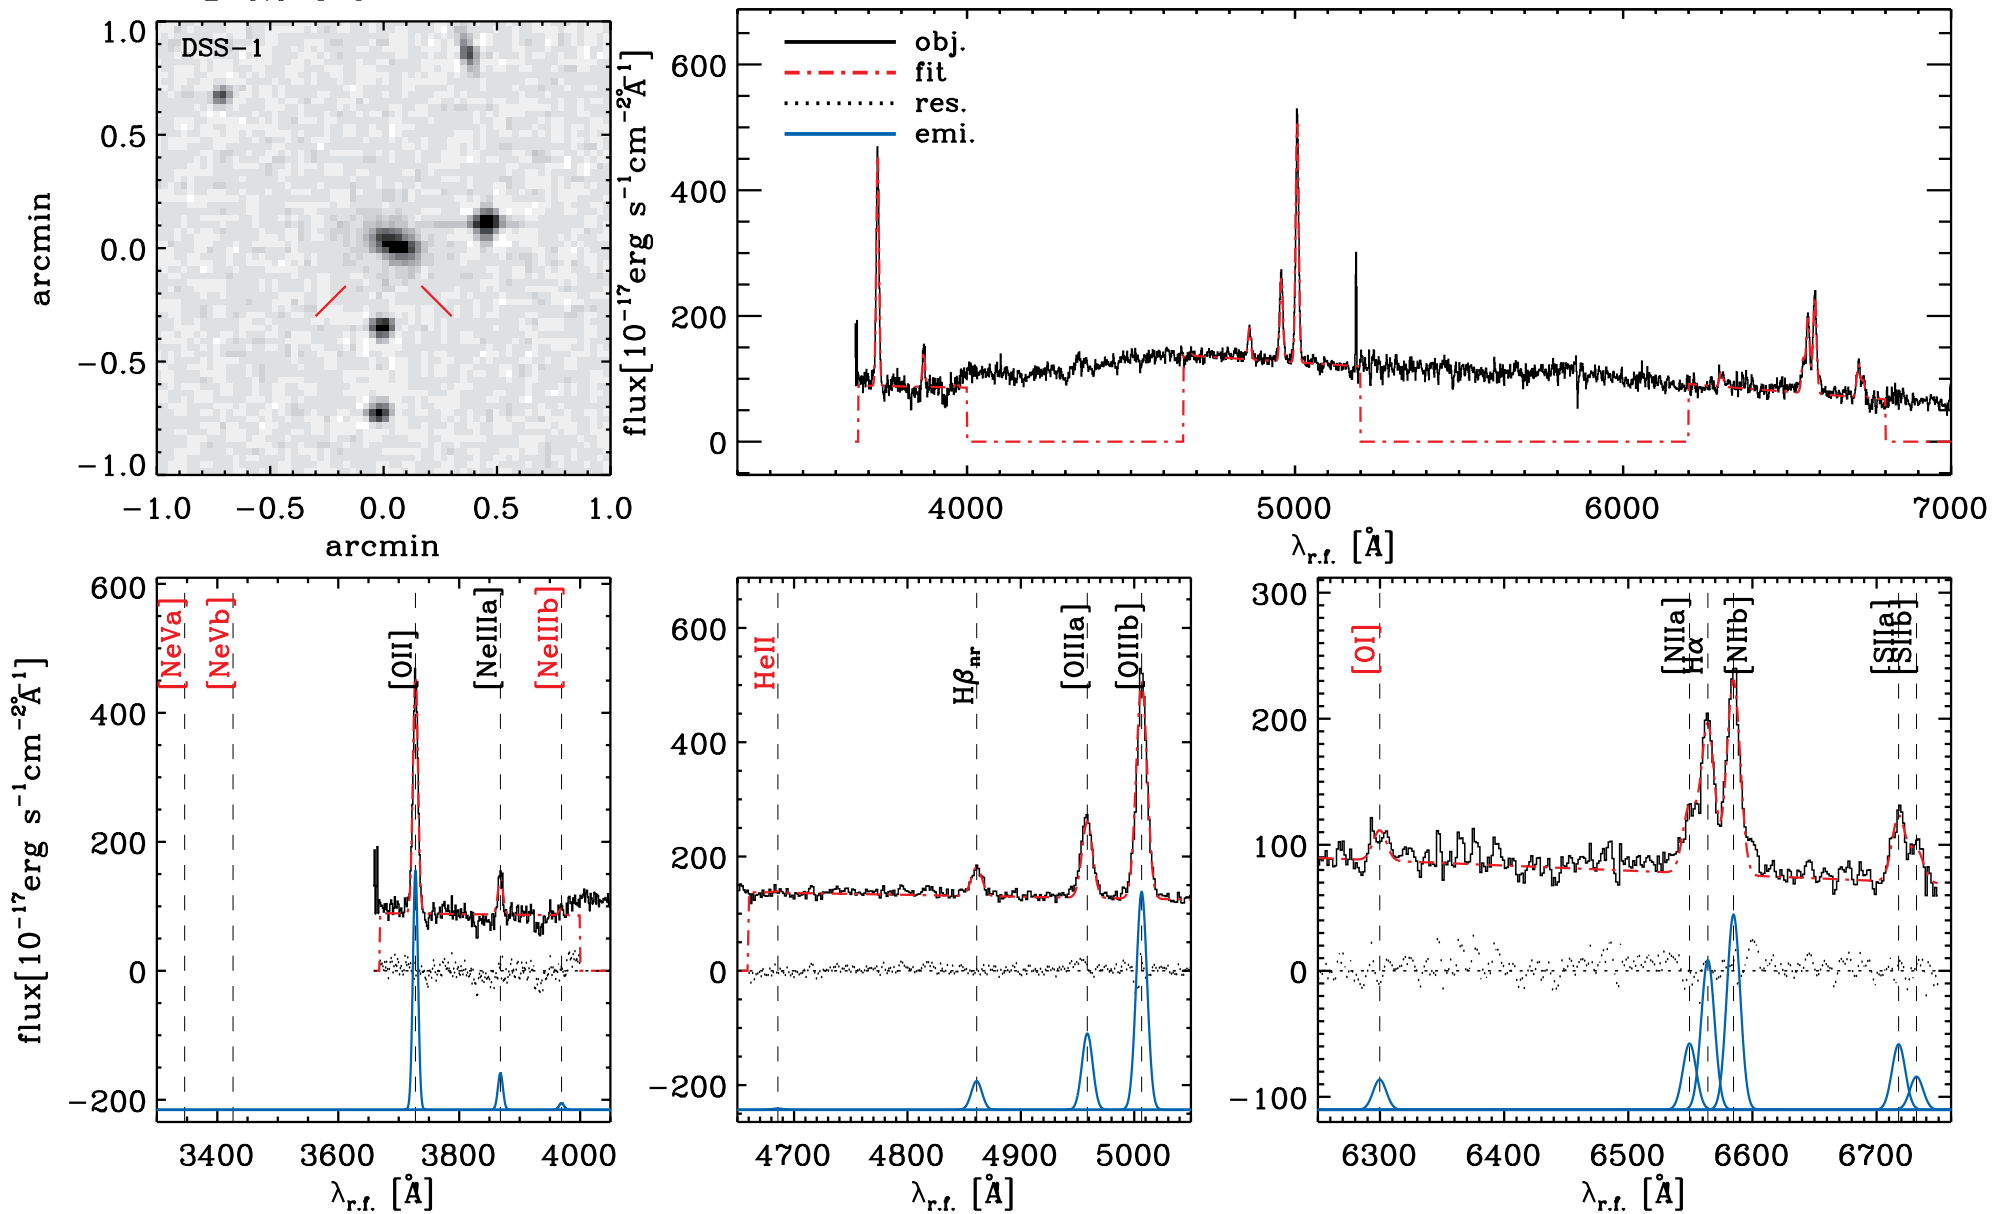 DSS-1
1.0
0.5
0.0
−0.5
−1.0
−1.0 −0.5 0.0 0.5 1.0
arcmin
arcmin
obj.
fit
res.
emi.
600
400
200
0
4000 5000 6000 7000
λr.f. [Å]
flux[10−17erg s−1cm−2Å−1]
[NeVa] [NeVb] [OII] [NeIIIa] [NeIIIb]
600
400
200
0
−200
3400 3600 3800 4000
λr.f. [Å]
flux[10−17erg s−1cm−2Å−1]
HeII Hβnr [OIIIa] [OIIIb]
600
400
200
0
−200
4700 4800 4900 5000
λr.f. [Å]
[OI] [NIIa] Hα [NIIb] [SIIa] [SIIb]
300
200
100
0
−100
6300 6400 6500 6600 6700
λr.f. [Å]